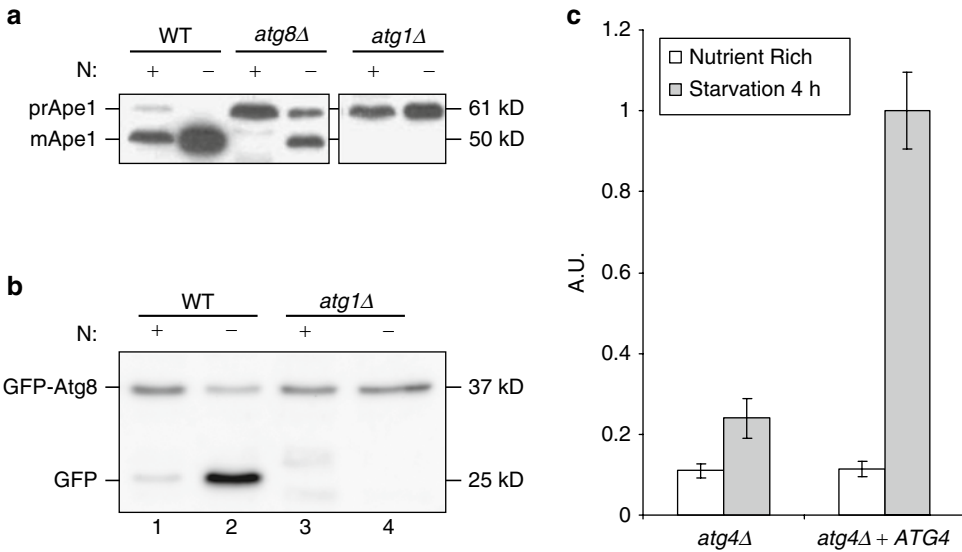 a
WT atg8Δ atg1Δ
N: + − + − + −
prApe1 61 kD
mApe1 50 kD
b
WT atg1Δ
N: + − + −
GFP-Atg8 37 kD
GFP 25 kD
1 2 3 4
c
1.2
1
0.8
0.6
0.4
0.2
0
A.U.
Nutrient Rich
Starvation 4 h
atg4Δ atg4Δ + ATG4